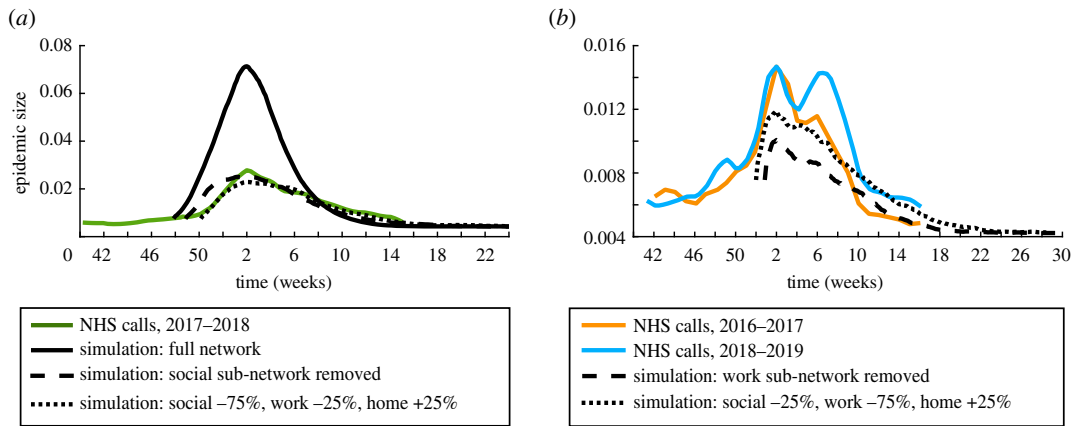 (a)
0.08
0.06
0.04
0.02
epidemic size
0 42 46 50 2 6 10 14 18 22
time (weeks)
NHS calls, 2017–2018
simulation: full network
simulation: social sub-network removed
simulation: social –75%, work –25%, home +25%
(b)
0.016
0.012
0.008
0.004
42 46 50 2 6 10 14 18 22 26 30
time (weeks)
NHS calls, 2016–2017
NHS calls, 2018–2019
simulation: work sub-network removed
simulation: social –25%, work –75%, home +25%